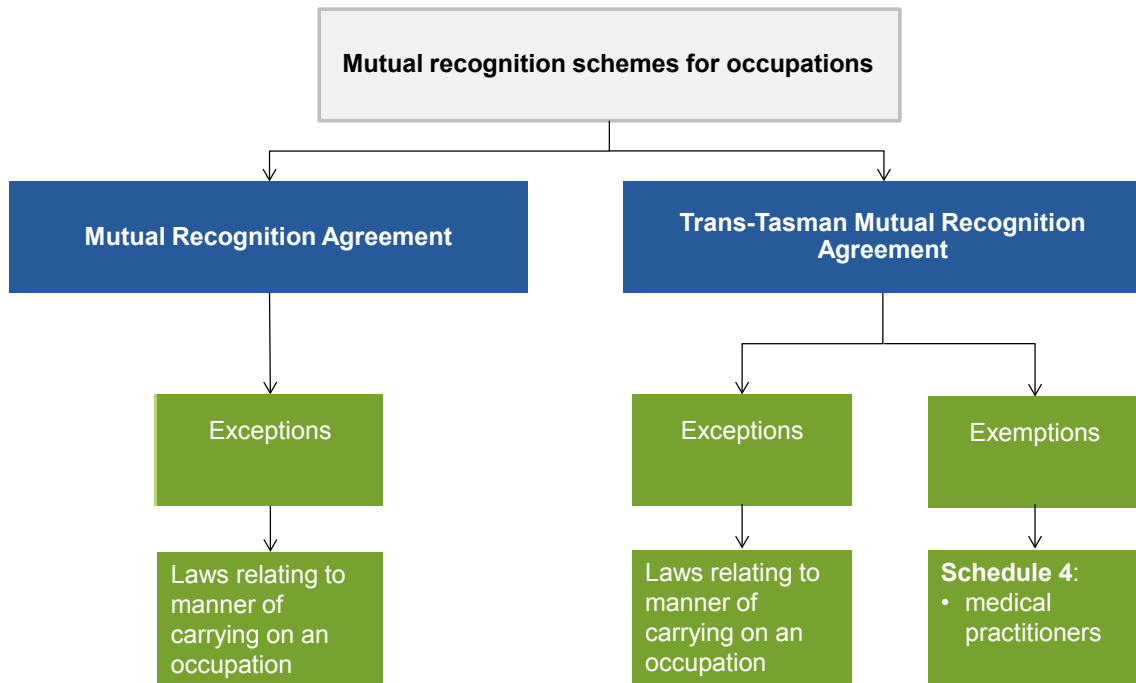 Mutual recognition schemes for occupations
Mutual Recognition Agreement
Trans-Tasman Mutual Recognition
Agreement
Exceptions
Exceptions
Exemptions
Laws relating to
manner of
carrying on an
occupation
Laws relating to
manner of
carrying on an
occupation
Schedule 4:
• medical
practitioners